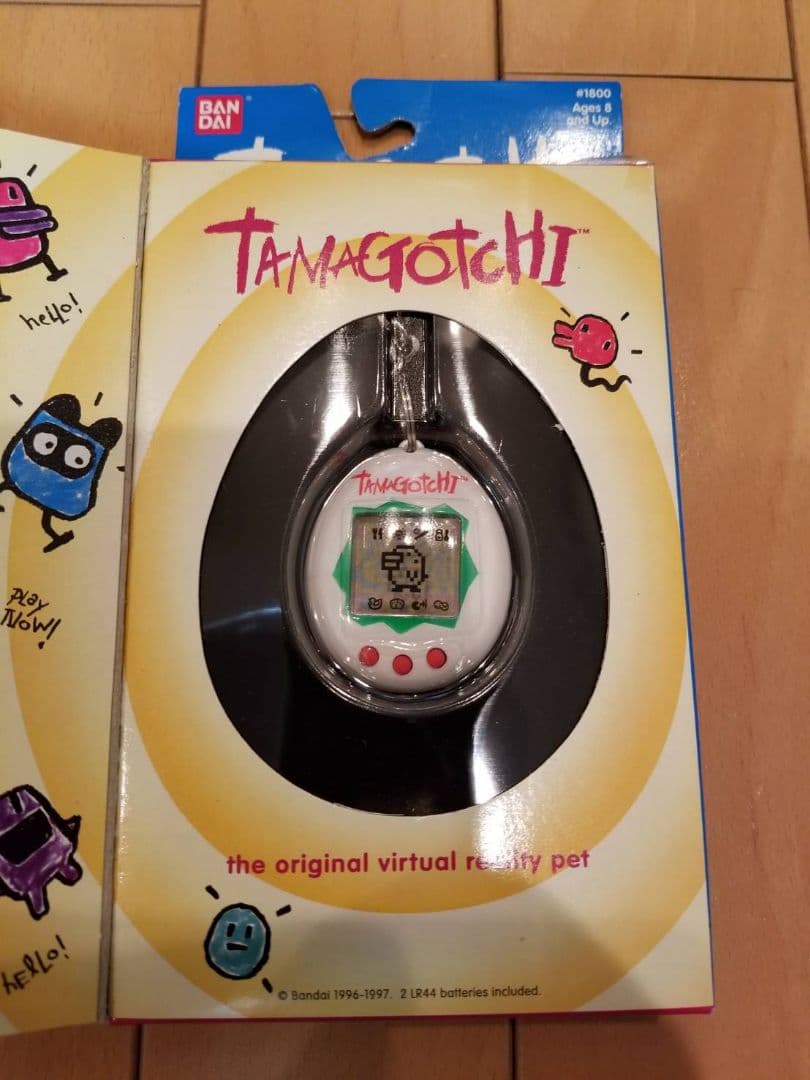 BAN
DAI
#1800
Ages 8
and Up
TAMAGOTCHI™
hello!
TAMAGOTCHI™
PLAY
NOW!
the original virtual reality pet
hello!
© Bandai 1996-1997. 2 LR44 batteries included.